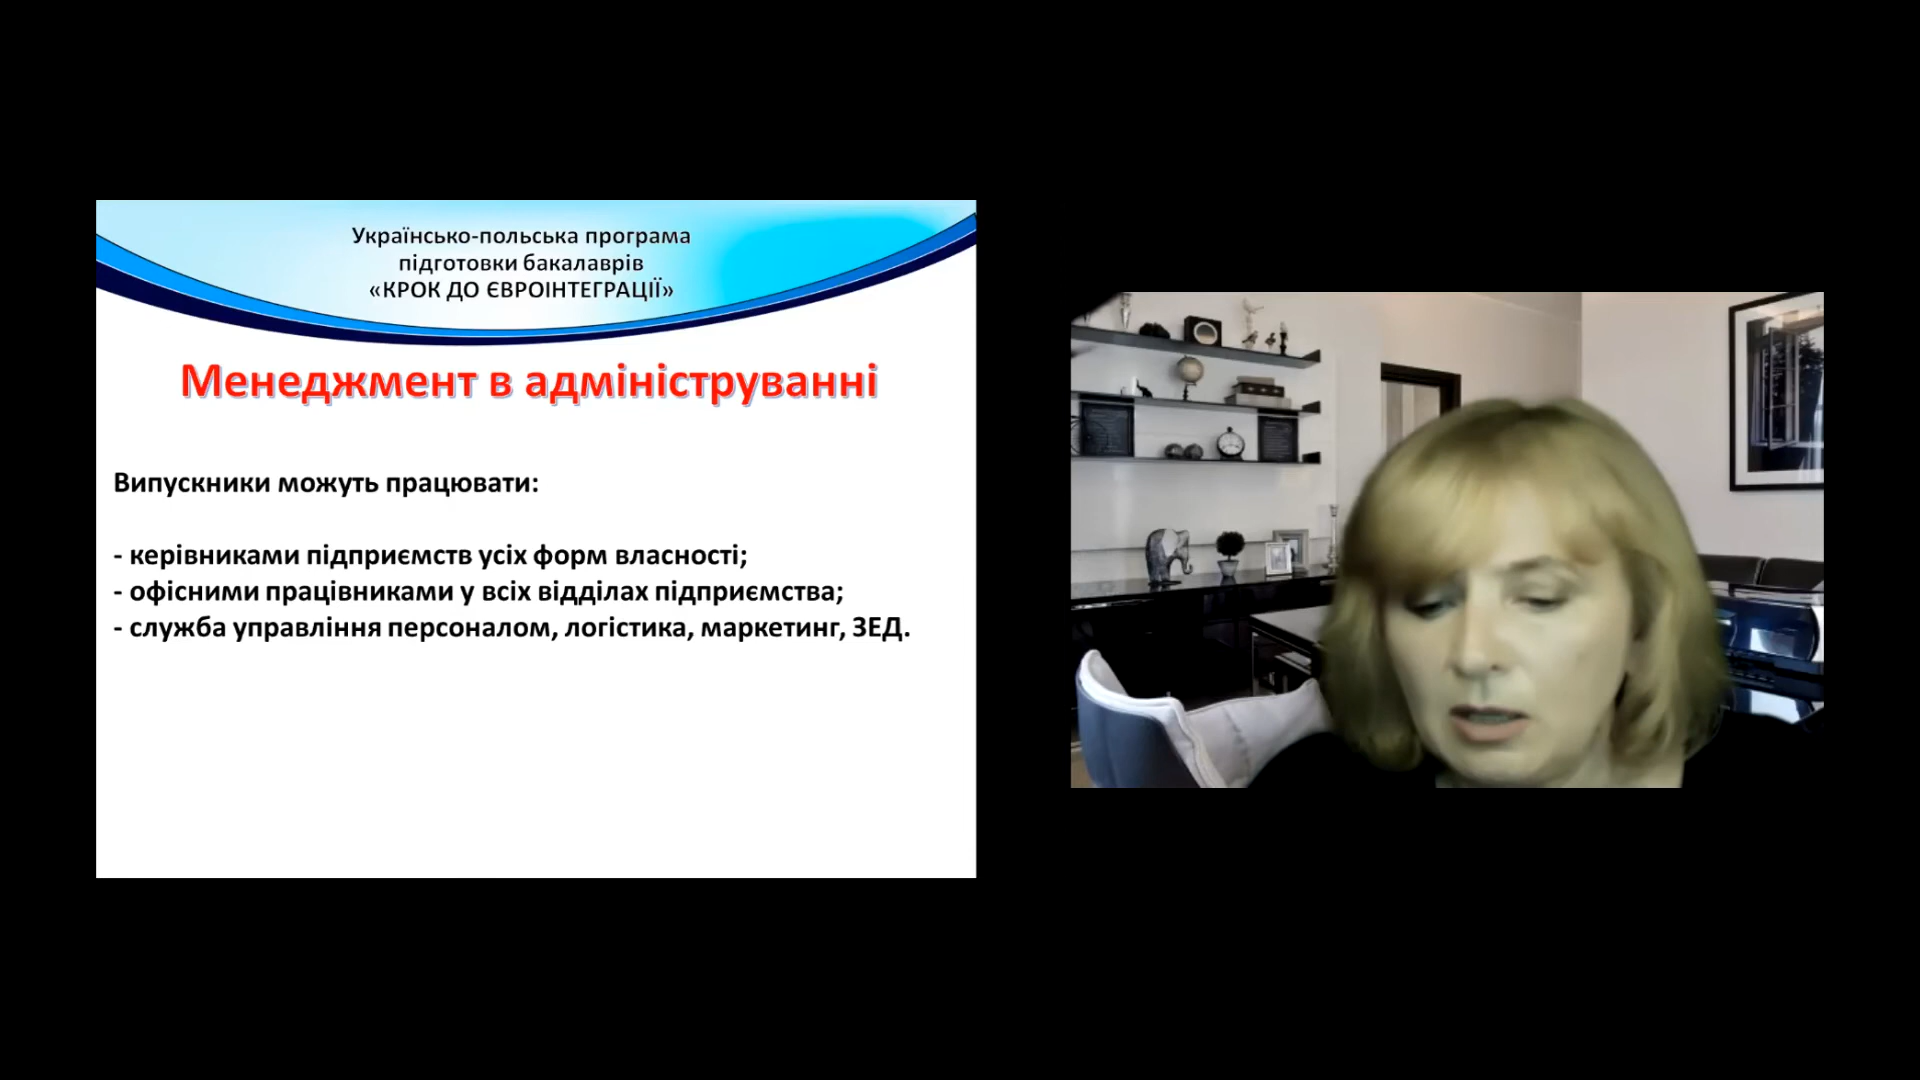 Українсько-польська програма
підготовки бакалаврів
«КРОК ДО ЄВРОІНТЕГРАЦІЇ»
Менеджмент в адмініструванні
Випускники можуть працювати:
- керівниками підприємств усіх форм власності;
- офісними працівниками у всіх відділах підприємства;
- служба управління персоналом, логістика, маркетинг, ЗЕД.